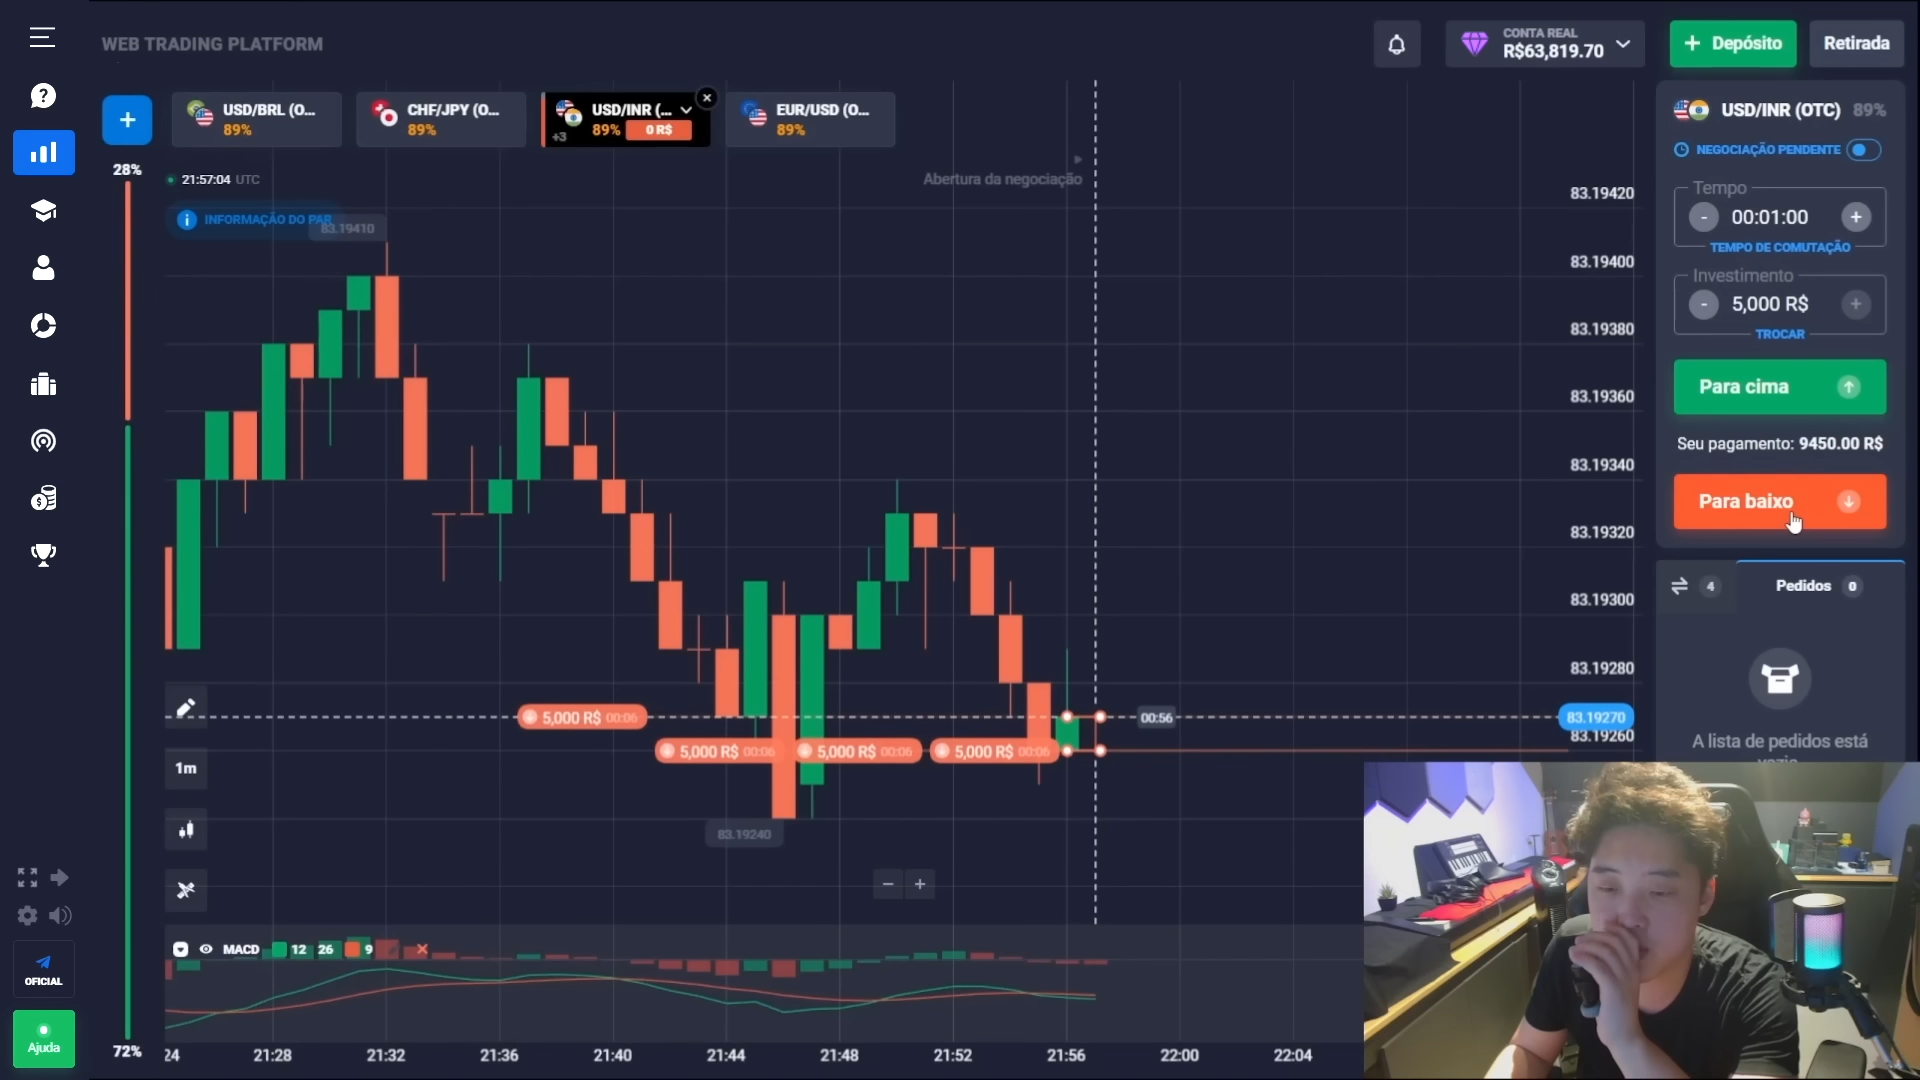 WEB TRADING PLATFORM
CONTA REAL
R$63,819.70
+ Depósito
Retirada
USD/BRL (O...
89%
CHF/JPY (O...
89%
USD/INR (...
+3
89%
0 R$
EUR/USD (O...
89%
USD/INR (OTC) 89%
NEGOCIAÇÃO PENDENTE
28%
21:57:04 UTC
Abertura da negociação
INFORMAÇÃO DO PAR
83.19410
Tempo
- 00:01:00 +
TEMPO DE COMUTAÇÃO
Investimento
- 5,000 R$ +
TROCAR
Para cima
Seu pagamento: 9450.00 R$
Para baixo
4
Pedidos 0
A lista de pedidos está
83.19420
83.19400
83.19380
83.19360
83.19340
83.19320
83.19300
83.19280
83.19270
83.19260
5,000 R$ 00:06
00:56
5,000 R$ 00:06
5,000 R$ 00:06
5,000 R$ 00:06
1m
83.19240
− +
MACD 12 26 9
OFICIAL
Ajuda
72%
24 21:28 21:32 21:36 21:40 21:44 21:48 21:52 21:56 22:00 22:04